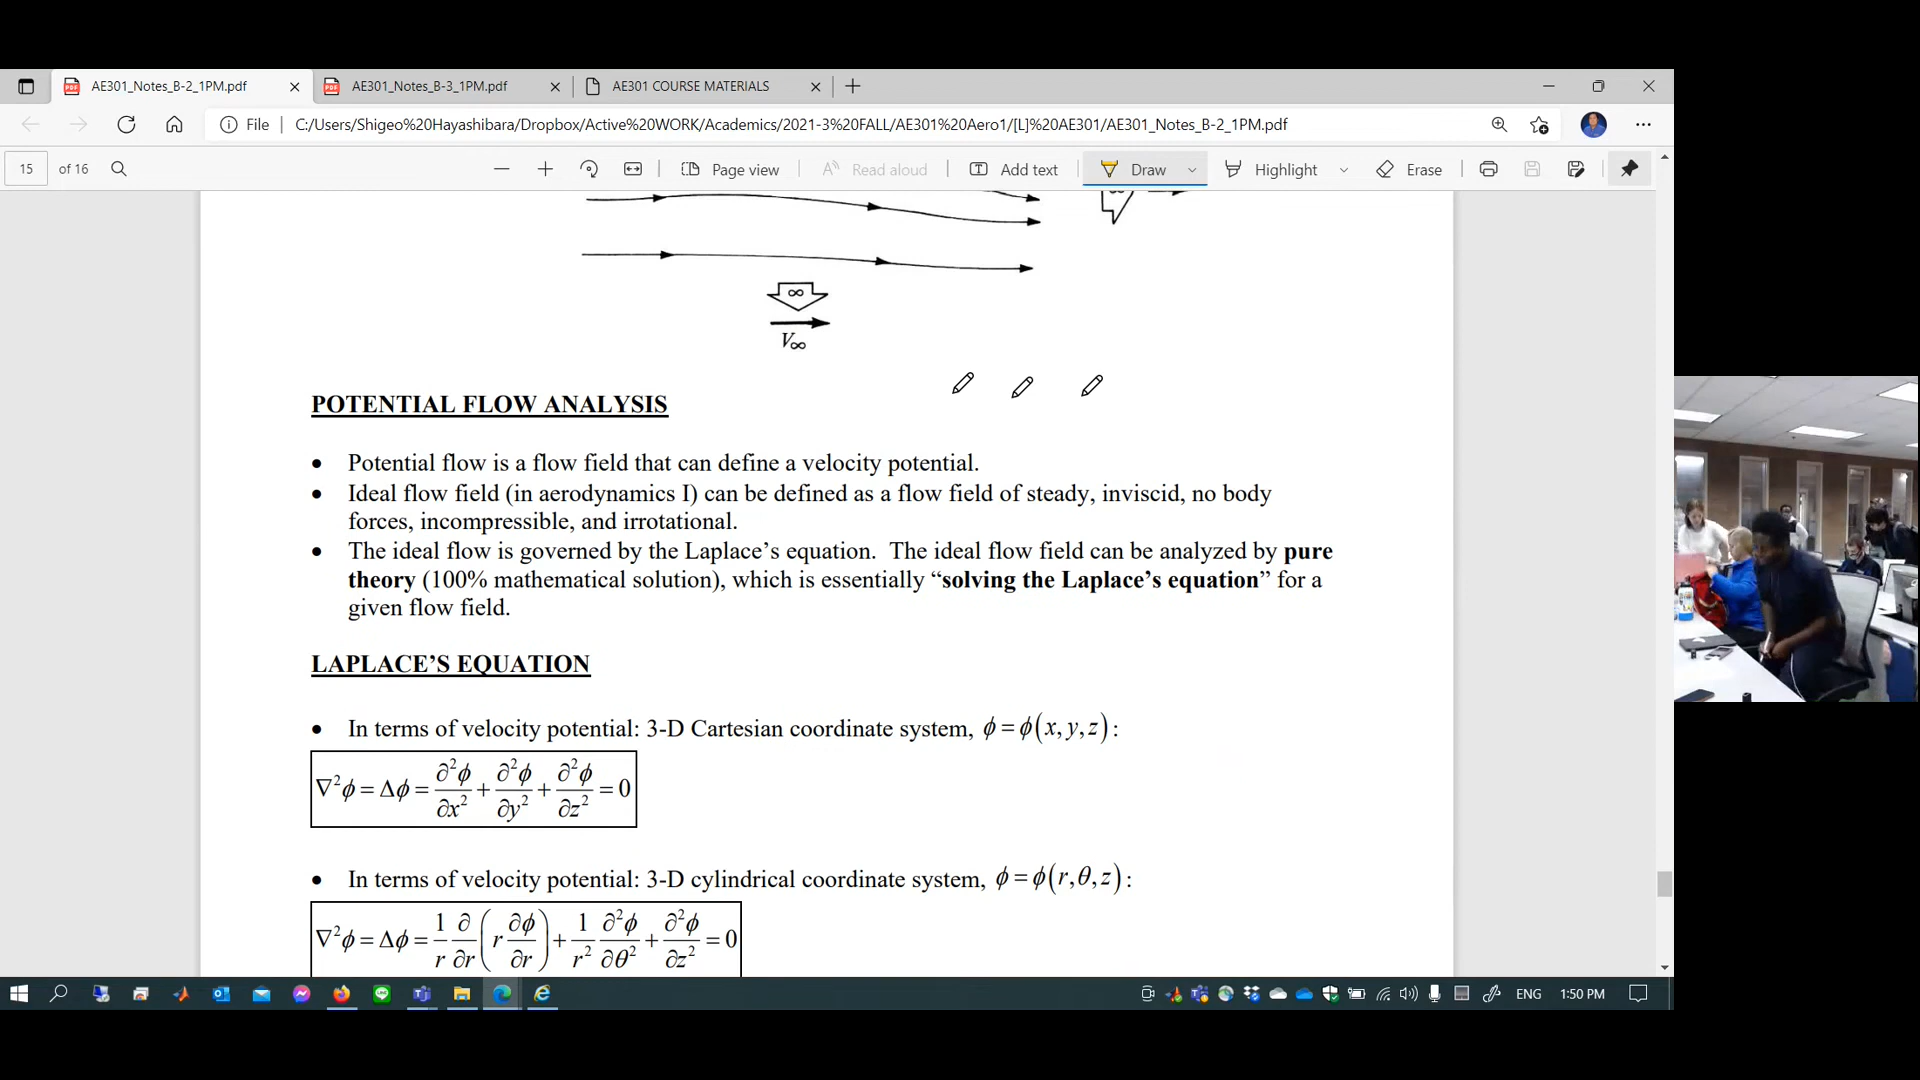 AE301_Notes_B-2_1PM.pdf
AE301_Notes_B-3_1PM.pdf
AE301 COURSE MATERIALS
File
C:/Users/Shigeo%20Hayashibara/Dropbox/Active%20WORK/Academics/2021-3%20FALL/AE301%20Aero1/[L]%20AE301/AE301_Notes_B-2_1PM.pdf
15 of 16
Page view
Read aloud
Add text
Draw
Highlight
Erase
∞
V∞
POTENTIAL FLOW ANALYSIS
• Potential flow is a flow field that can define a velocity potential.
• Ideal flow field (in aerodynamics I) can be defined as a flow field of steady, inviscid, no body
forces, incompressible, and irrotational.
• The ideal flow is governed by the Laplace’s equation. The ideal flow field can be analyzed by pure
theory (100% mathematical solution), which is essentially “solving the Laplace’s equation” for a
given flow field.
LAPLACE’S EQUATION
• In terms of velocity potential: 3-D Cartesian coordinate system, ϕ = ϕ(x, y, z) :
∇²ϕ = Δϕ = ∂²ϕ/∂x² + ∂²ϕ/∂y² + ∂²ϕ/∂z² = 0
• In terms of velocity potential: 3-D cylindrical coordinate system, ϕ = ϕ(r, θ, z) :
∇²ϕ = Δϕ = 1/r ∂/∂r (r ∂ϕ/∂r) + 1/r² ∂²ϕ/∂θ² + ∂²ϕ/∂z² = 0
ENG
1:50 PM